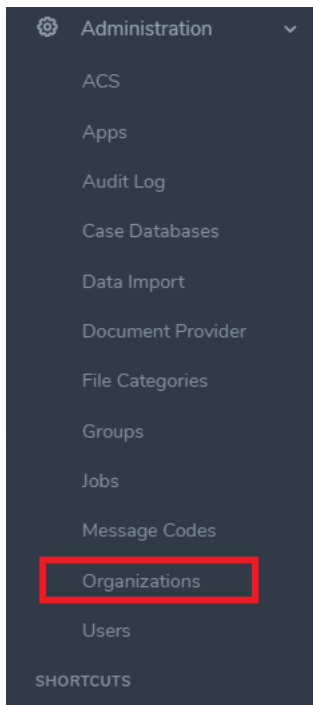 Administration
ACS
Apps
Audit Log
Case Databases
Data Import
Document Provider
File Categories
Groups
Jobs
Message Codes
Organizations
Users
SHORTCUTS